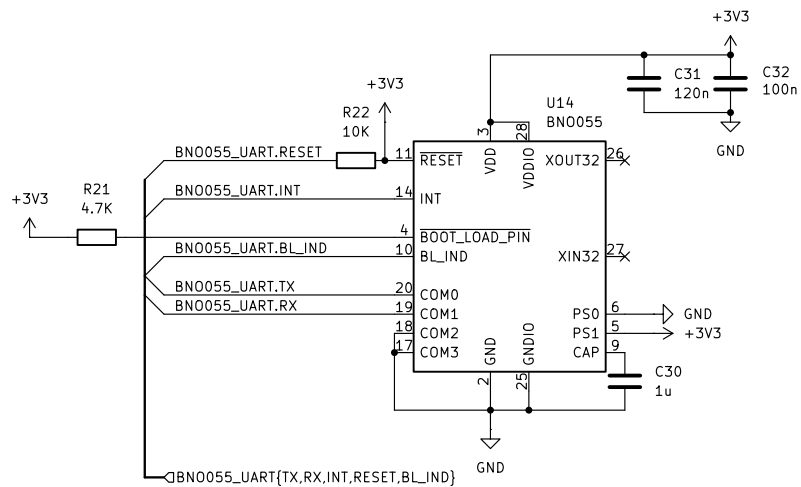 +3V3
C31
120n
C32
100n
GND
+3V3
R22
10K
U14
BNO055
3
28
VDD
VDDIO
BNO055_UART.RESET
11
RESET
XOUT32
26
BNO055_UART.INT
14
INT
R21
4.7K
+3V3
4
BOOT_LOAD_PIN
BNO055_UART.BL_IND
10
BL_IND
XIN32
27
BNO055_UART.TX
20
COM0
BNO055_UART.RX
19
COM1
PS0
6
GND
18
COM2
PS1
5
+3V3
17
COM3
CAP
9
GND
GNDIO
2
25
C30
1u
GND
BNO055_UART{TX,RX,INT,RESET,BL_IND}